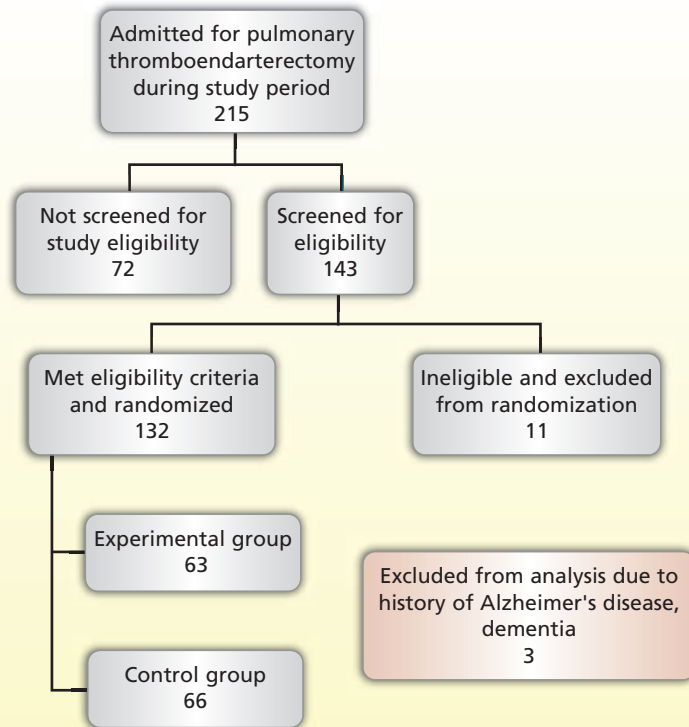 Admitted for pulmonary
thromboendarterectomy
during study period
215
Not screened for
study eligibility
72
Screened for
eligibility
143
Met eligibility criteria
and randomized
132
Ineligible and excluded
from randomization
11
Experimental group
63
Excluded from analysis due to
history of Alzheimer's disease,
dementia
3
Control group
66